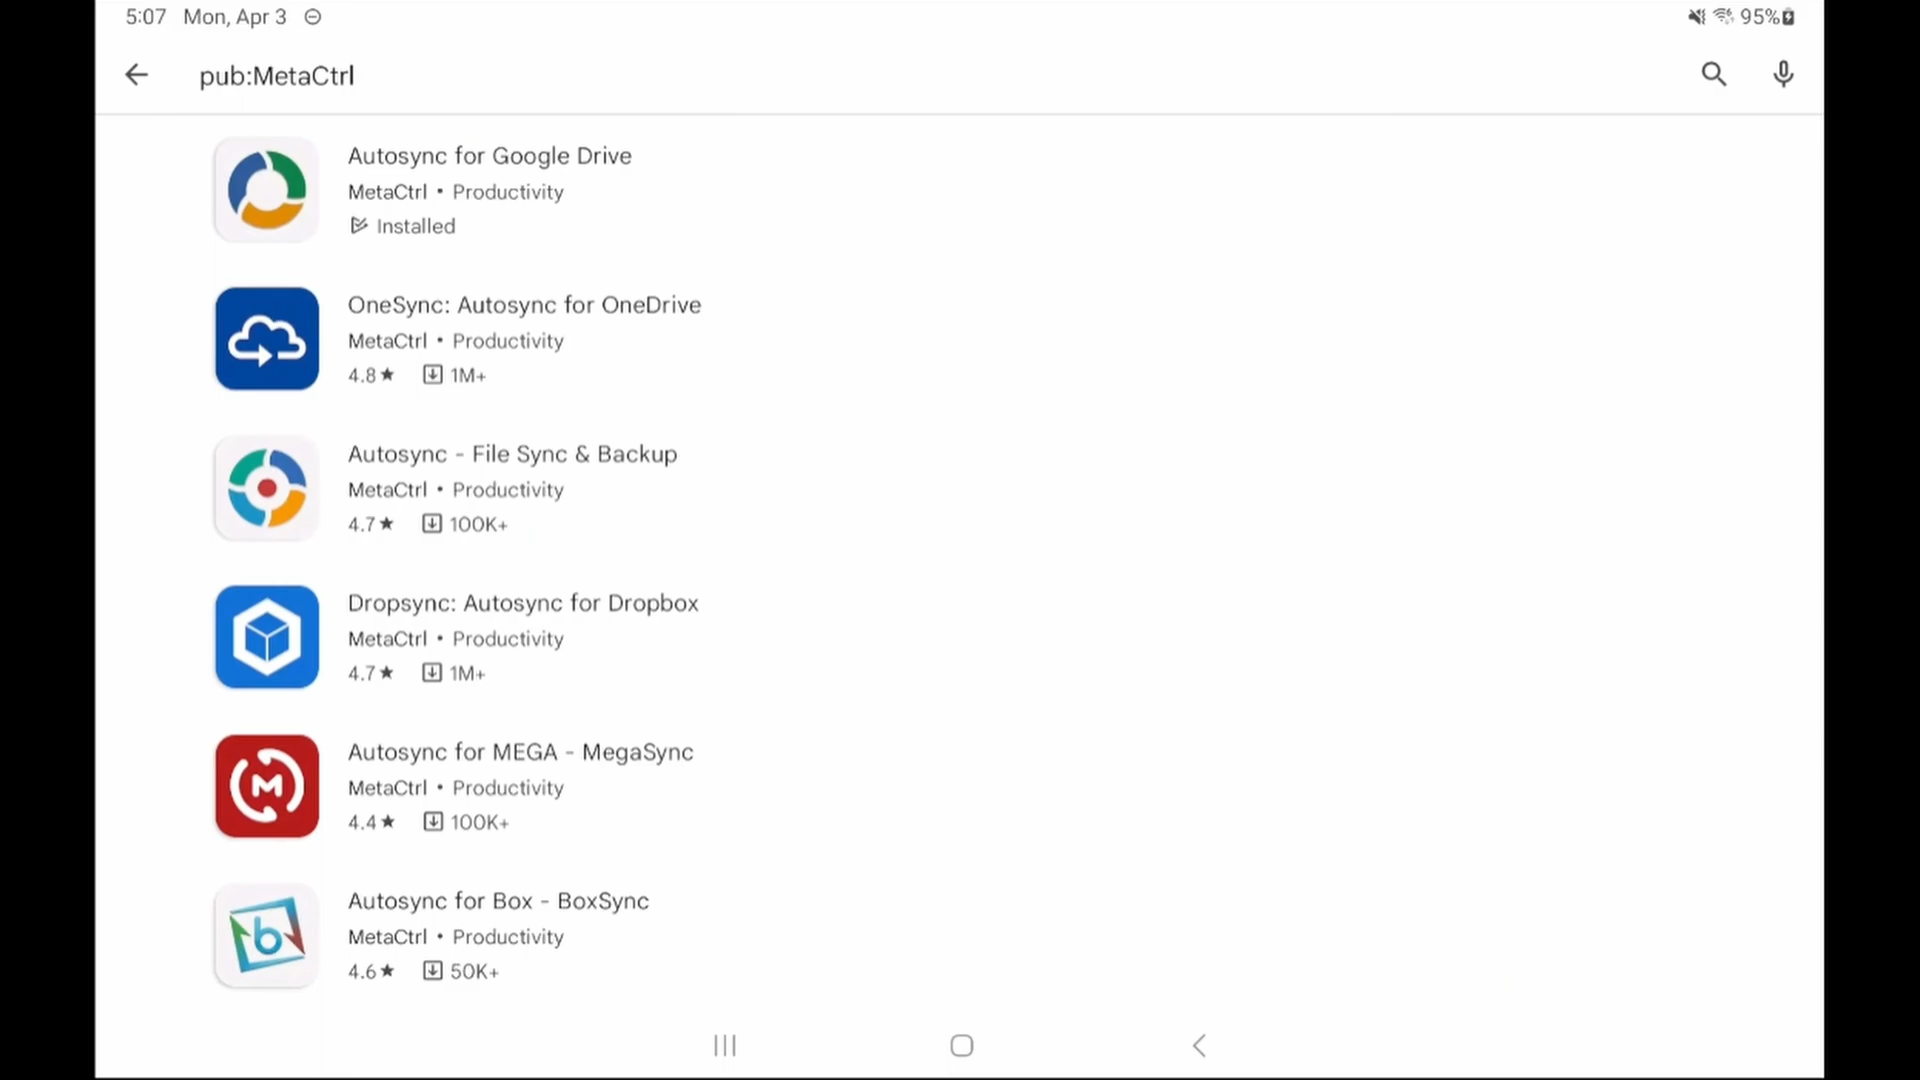 5:07 Mon, Apr 3 95%
pub:MetaCtrl
Autosync for Google Drive
MetaCtrl • Productivity
Installed
OneSync: Autosync for OneDrive
MetaCtrl • Productivity
4.8★ 1M+
Autosync - File Sync & Backup
MetaCtrl • Productivity
4.7★ 100K+
Dropsync: Autosync for Dropbox
MetaCtrl • Productivity
4.7★ 1M+
M
Autosync for MEGA - MegaSync
MetaCtrl • Productivity
4.4★ 100K+
b
Autosync for Box - BoxSync
MetaCtrl • Productivity
4.6★ 50K+